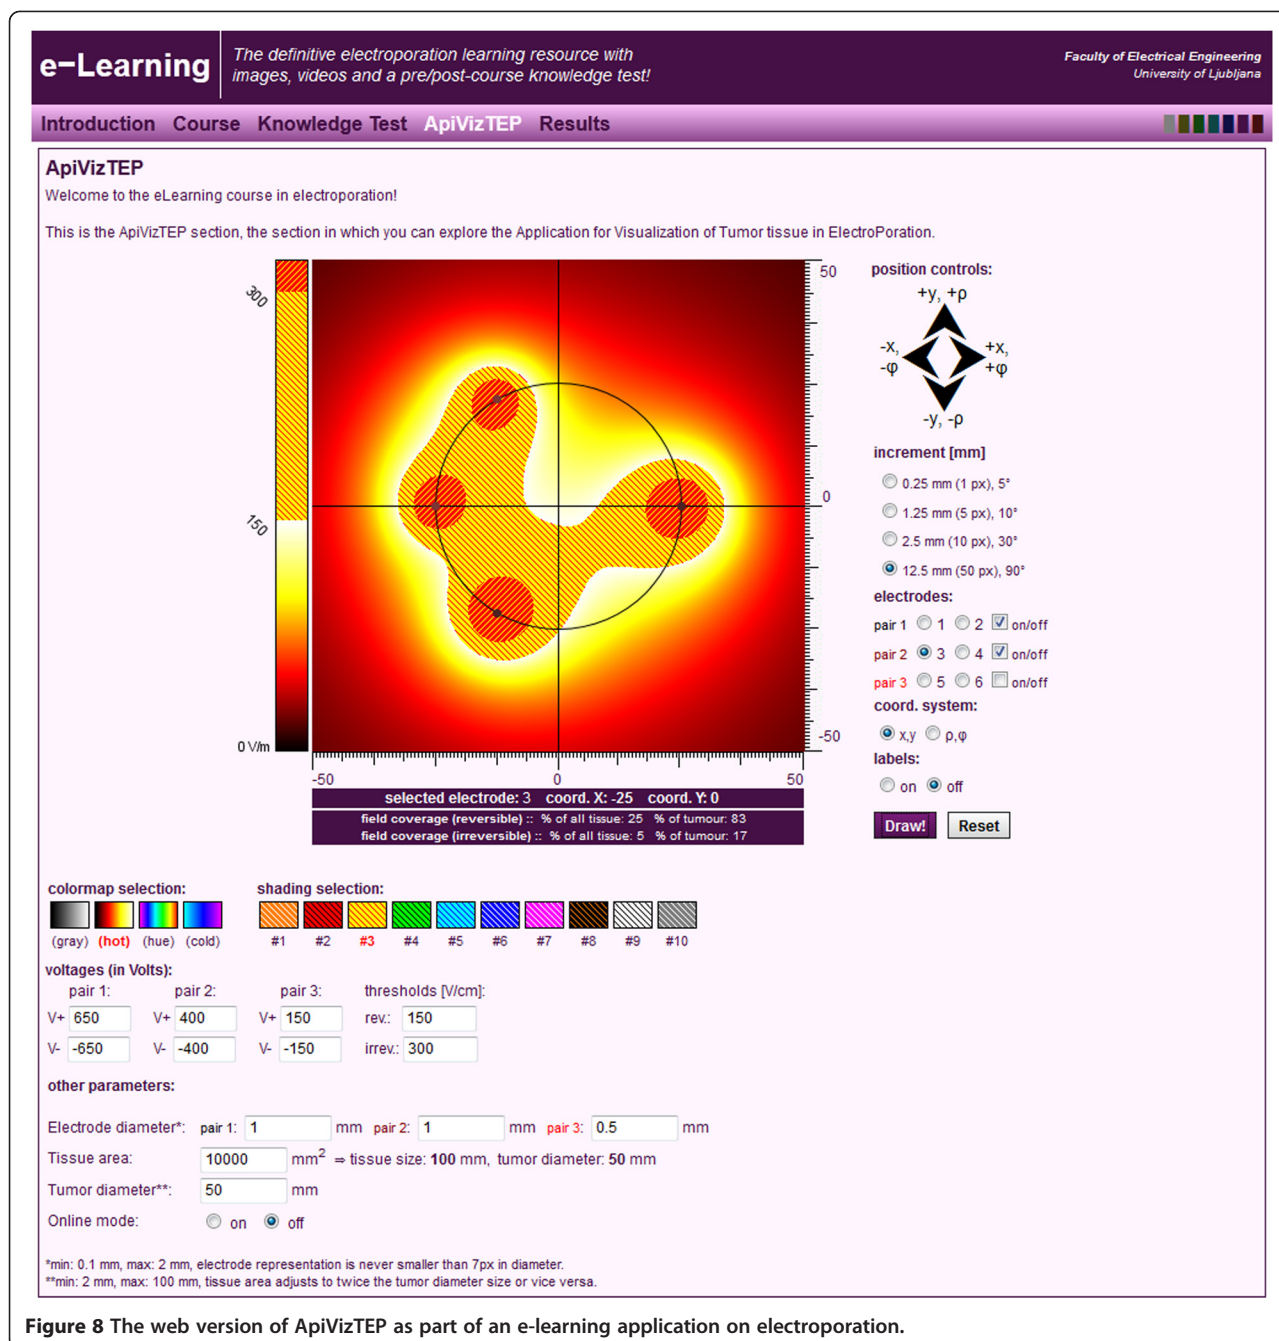 e−Learning
The definitive electroporation learning resource with
images, videos and a pre/post-course knowledge test!
Faculty of Electrical Engineering
University of Ljubljana
Introduction Course Knowledge Test ApiVizTEP Results
ApiVizTEP
Welcome to the eLearning course in electroporation!
This is the ApiVizTEP section, the section in which you can explore the Application for Visualization of Tumor tissue in ElectroPoration.
300
150
0 V/m
50
0
-50
-50 0 50
selected electrode: 3 coord. X: -25 coord. Y: 0
field coverage (reversible) :: % of all tissue: 25 % of tumour: 83
field coverage (irreversible) :: % of all tissue: 5 % of tumour: 17
position controls:
+y, +ρ
-x, +x,
-φ +φ
-y, -ρ
increment [mm]
0.25 mm (1 px), 5°
1.25 mm (5 px), 10°
2.5 mm (10 px), 30°
12.5 mm (50 px), 90°
electrodes:
pair 1 1 2 on/off
pair 2 3 4 on/off
pair 3 5 6 on/off
coord. system:
x,y ρ,φ
labels:
on off
Draw! Reset
colormap selection: shading selection:
(gray) (hot) (hue) (cold) #1 #2 #3 #4 #5 #6 #7 #8 #9 #10
voltages (in Volts):
pair 1: pair 2: pair 3: thresholds [V/cm]:
V+ 650 V+ 400 V+ 150 rev.: 150
V- -650 V- -400 V- -150 irrev.: 300
other parameters:
Electrode diameter*: pair 1: 1 mm pair 2: 1 mm pair 3: 0.5 mm
Tissue area: 10000 mm² ⇒ tissue size: 100 mm, tumor diameter: 50 mm
Tumor diameter**: 50 mm
Online mode: on off
*min: 0.1 mm, max: 2 mm, electrode representation is never smaller than 7px in diameter.
**min: 2 mm, max: 100 mm, tissue area adjusts to twice the tumor diameter size or vice versa.
Figure 8 The web version of ApiVizTEP as part of an e-learning application on electroporation.